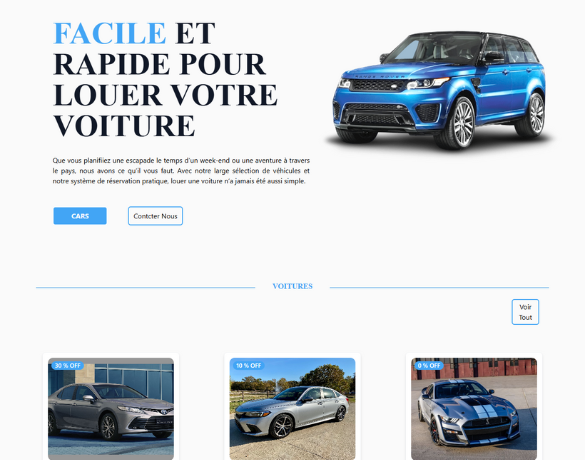 FACILE ET
RAPIDE POUR
LOUER VOTRE
VOITURE
Que vous planifiiez une escapade le temps d'un week-end ou une aventure à travers
le pays, nous avons ce qu'il vous faut. Avec notre large sélection de véhicules et
notre système de réservation pratique, louer une voiture n'a jamais été aussi simple.
CARS
Contcter Nous
VOITURES
Voir
Tout
30 % OFF
10 % OFF
0 % OFF